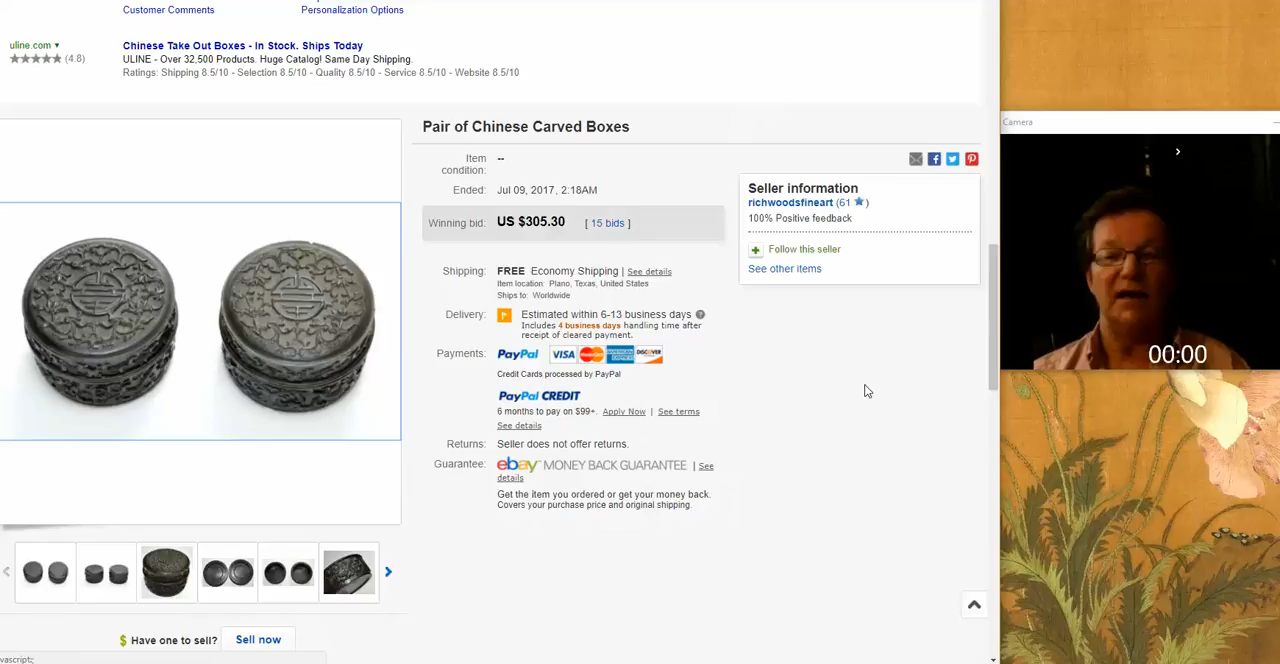 Customer Comments
Personalization Options
uline.com ▾
Chinese Take Out Boxes - In Stock. Ships Today
(4.8)
ULINE - Over 32,500 Products. Huge Catalog! Same Day Shipping.
Ratings: Shipping 8.5/10 - Selection 8.5/10 - Quality 8.5/10 - Service 8.5/10 - Website 8.5/10
Pair of Chinese Carved Boxes
Item condition: --
Ended: Jul 09, 2017, 2:18AM
Winning bid: US $305.30 [ 15 bids ]
Shipping: FREE Economy Shipping | See details
Item location: Plano, Texas, United States
Ships to: Worldwide
Delivery: Estimated within 6-13 business days
Includes 4 business days handling time after
receipt of cleared payment.
Payments: PayPal VISA MasterCard AMERICAN EXPRESS DISCOVER
Credit Cards processed by PayPal
PayPal CREDIT
6 months to pay on $99+. Apply Now | See terms
See details
Returns: Seller does not offer returns.
Guarantee: ebay MONEY BACK GUARANTEE | See
details
Get the item you ordered or get your money back.
Covers your purchase price and original shipping.
Seller information
richwoodsfineart (61 )
100% Positive feedback
Follow this seller
See other items
$ Have one to sell? Sell now
vascript:;
Camera
00:00